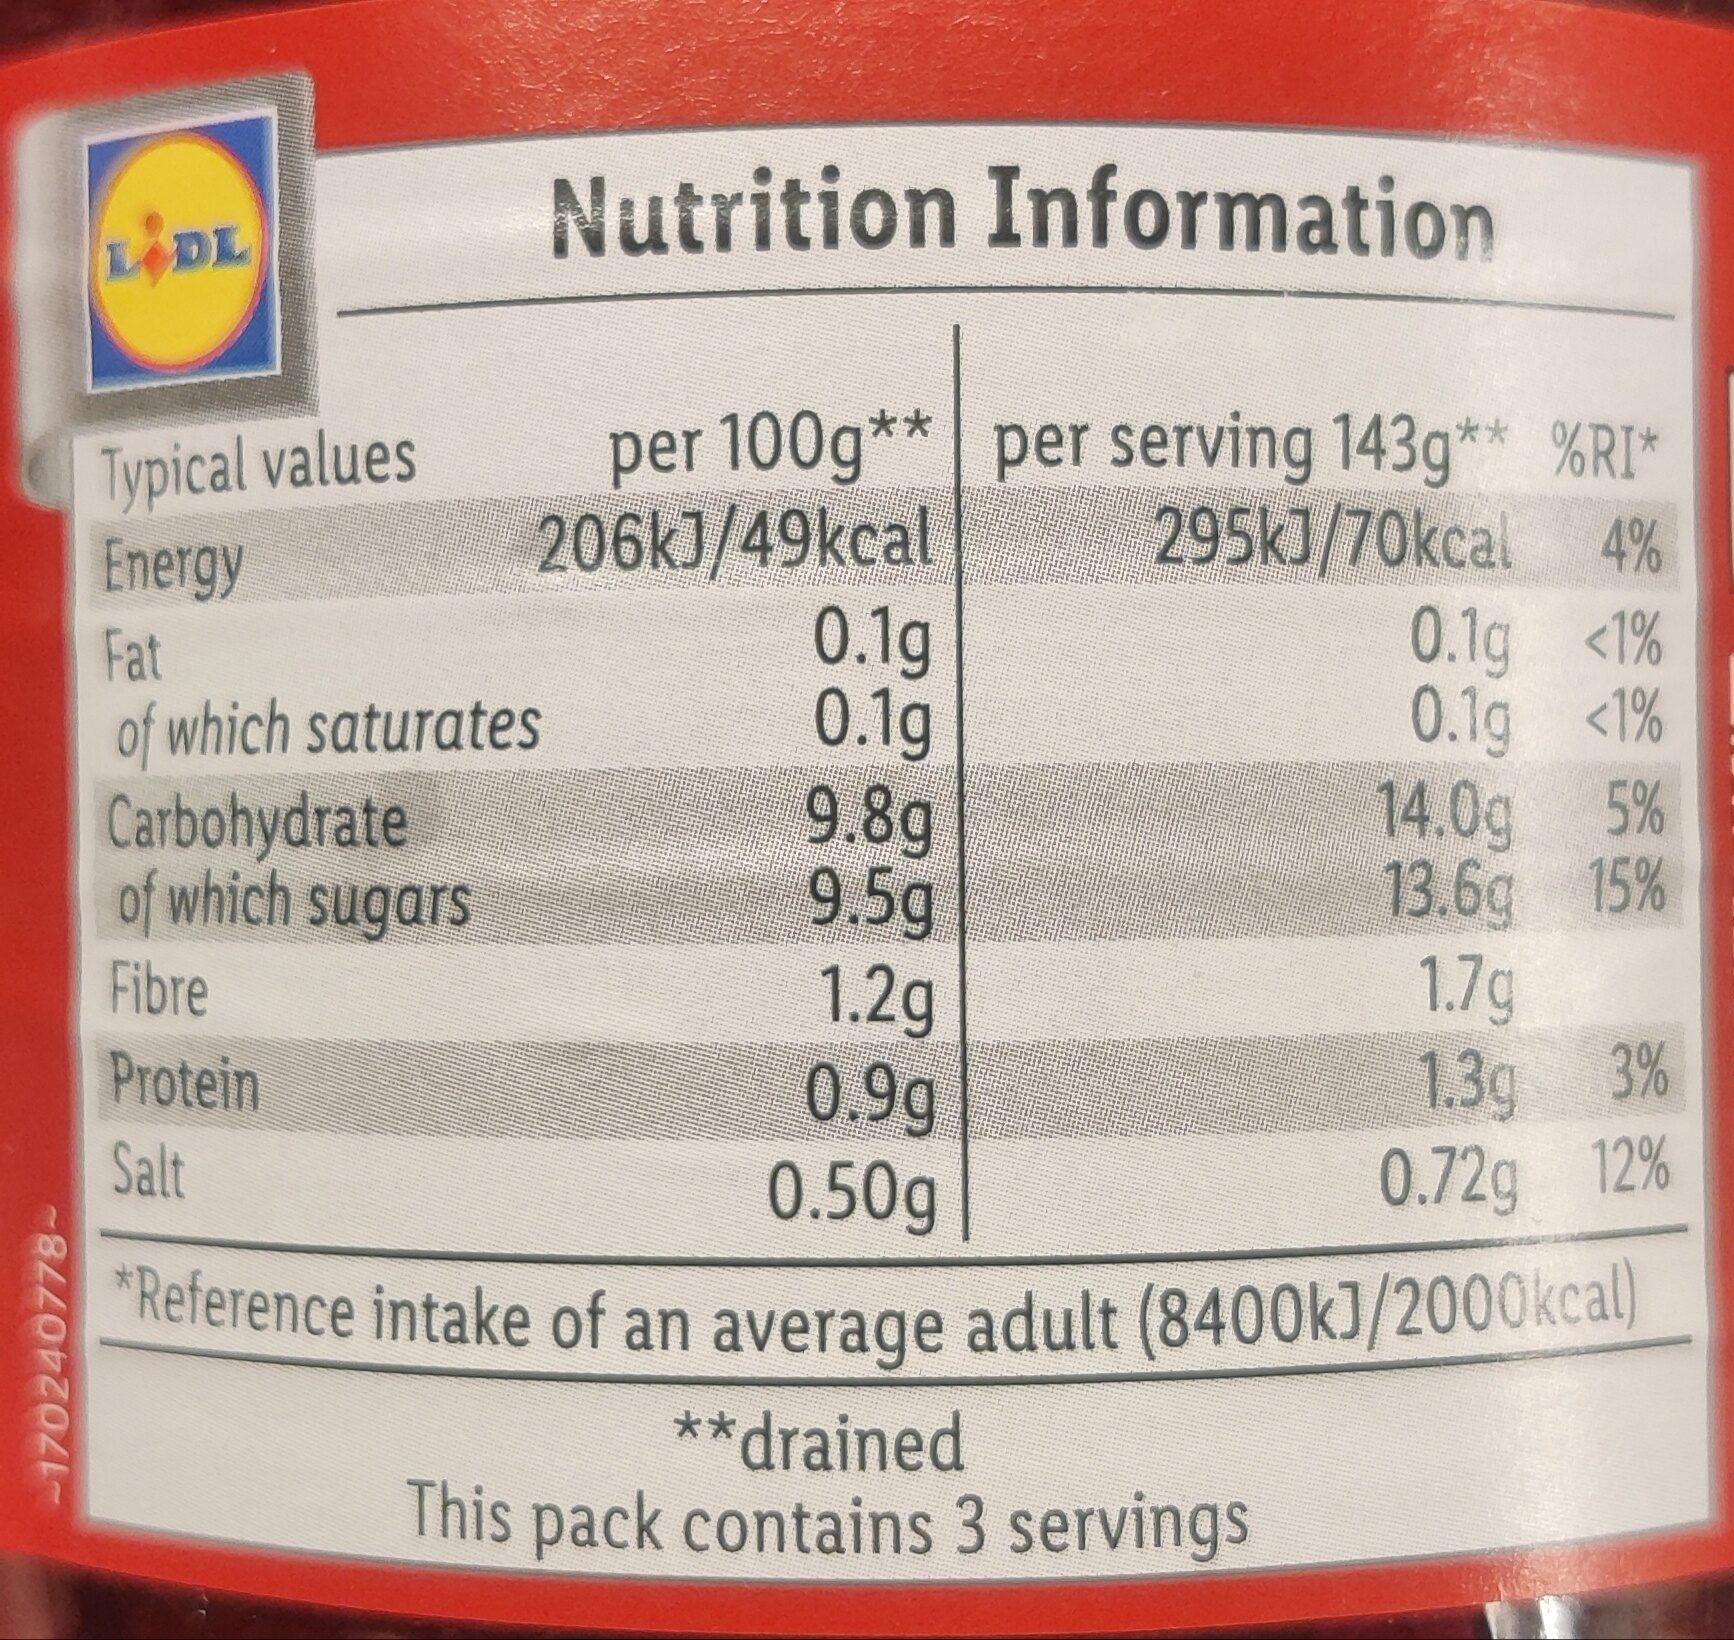 LiDL
Nutrition Information
Typical values per 100g** per serving 143g** %RI*
Energy 206kJ/49kcal 295kJ/70kcal 4%
Fat 0.1g 0.1g <1%
of which saturates 0.1g 0.1g <1%
Carbohydrate 9.8g 14.0g 5%
of which sugars 9.5g 13.6g 15%
Fibre 1.2g 1.7g
Protein 0.9g 1.3g 3%
Salt 0.50g 0.72g 12%
*Reference intake of an average adult (8400kJ/2000kcal)
**drained
This pack contains 3 servings
~170240778~